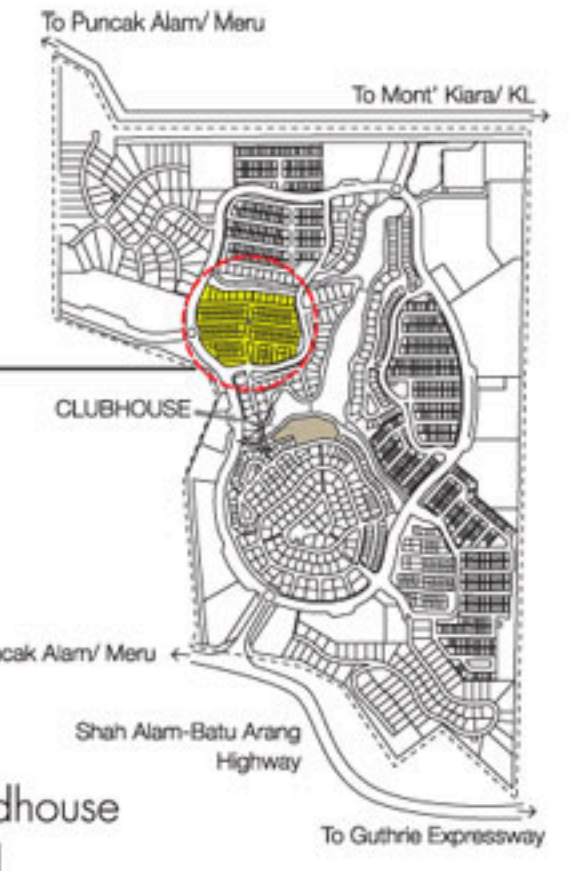 To Puncak Alam/ Meru
To Mont' Kiara/ KL
CLUBHOUSE
ncak Alam/ Meru
Shah Alam-Batu Arang
Highway
dhouse
To Guthrie Expressway